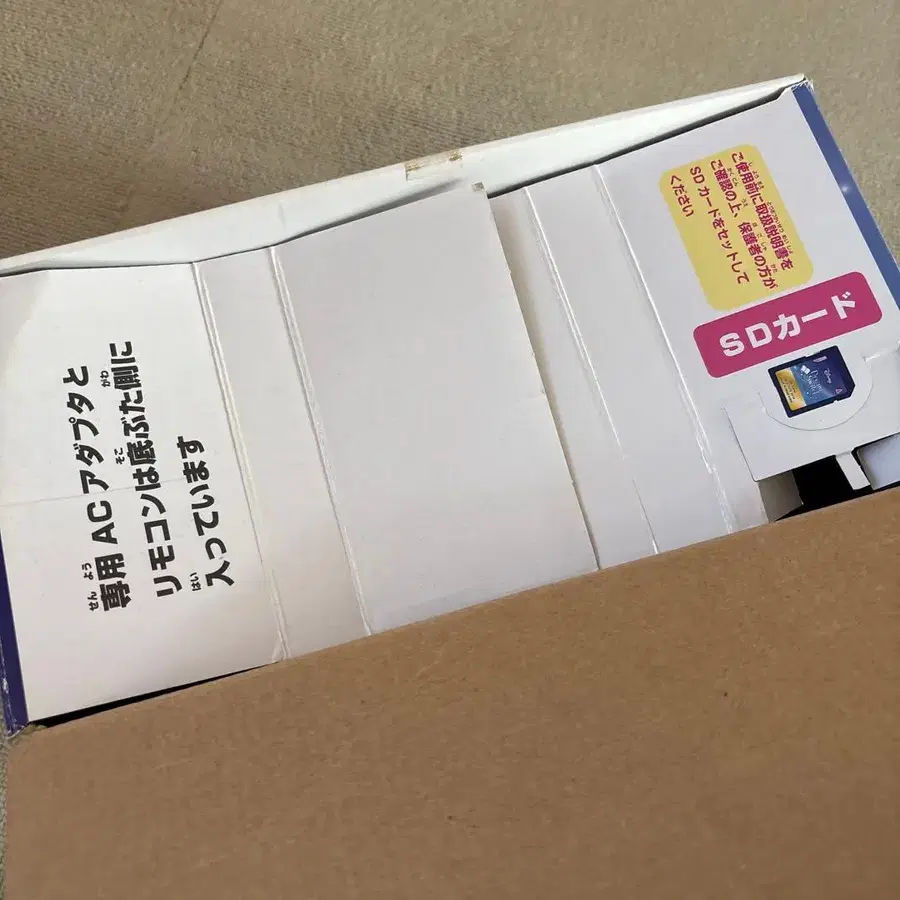 専用ACアダプタと
リモコンは底ぶた側に
入っています
ご使用前に取扱説明書を
ご確認の上、保護者の方が
SDカードをセットして
ください
SDカード
Disney